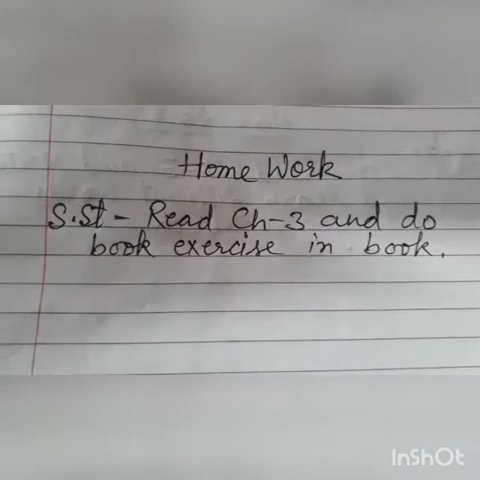 Home Work
S.St - Read Ch-3 and do
book exercise in book.
InShOt